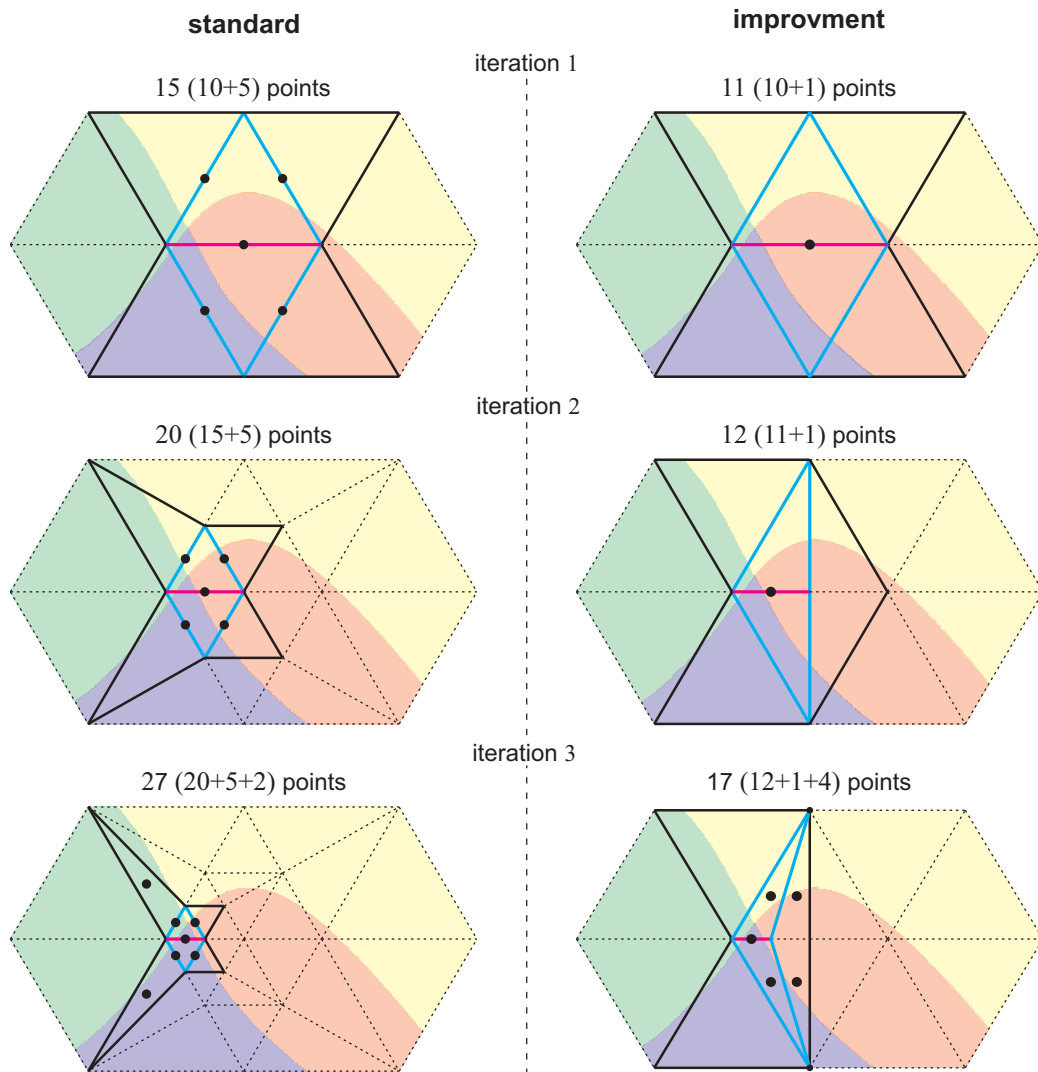 standard
improvment
iteration 1
15 (10+5) points
11 (10+1) points
iteration 2
20 (15+5) points
12 (11+1) points
iteration 3
27 (20+5+2) points
17 (12+1+4) points